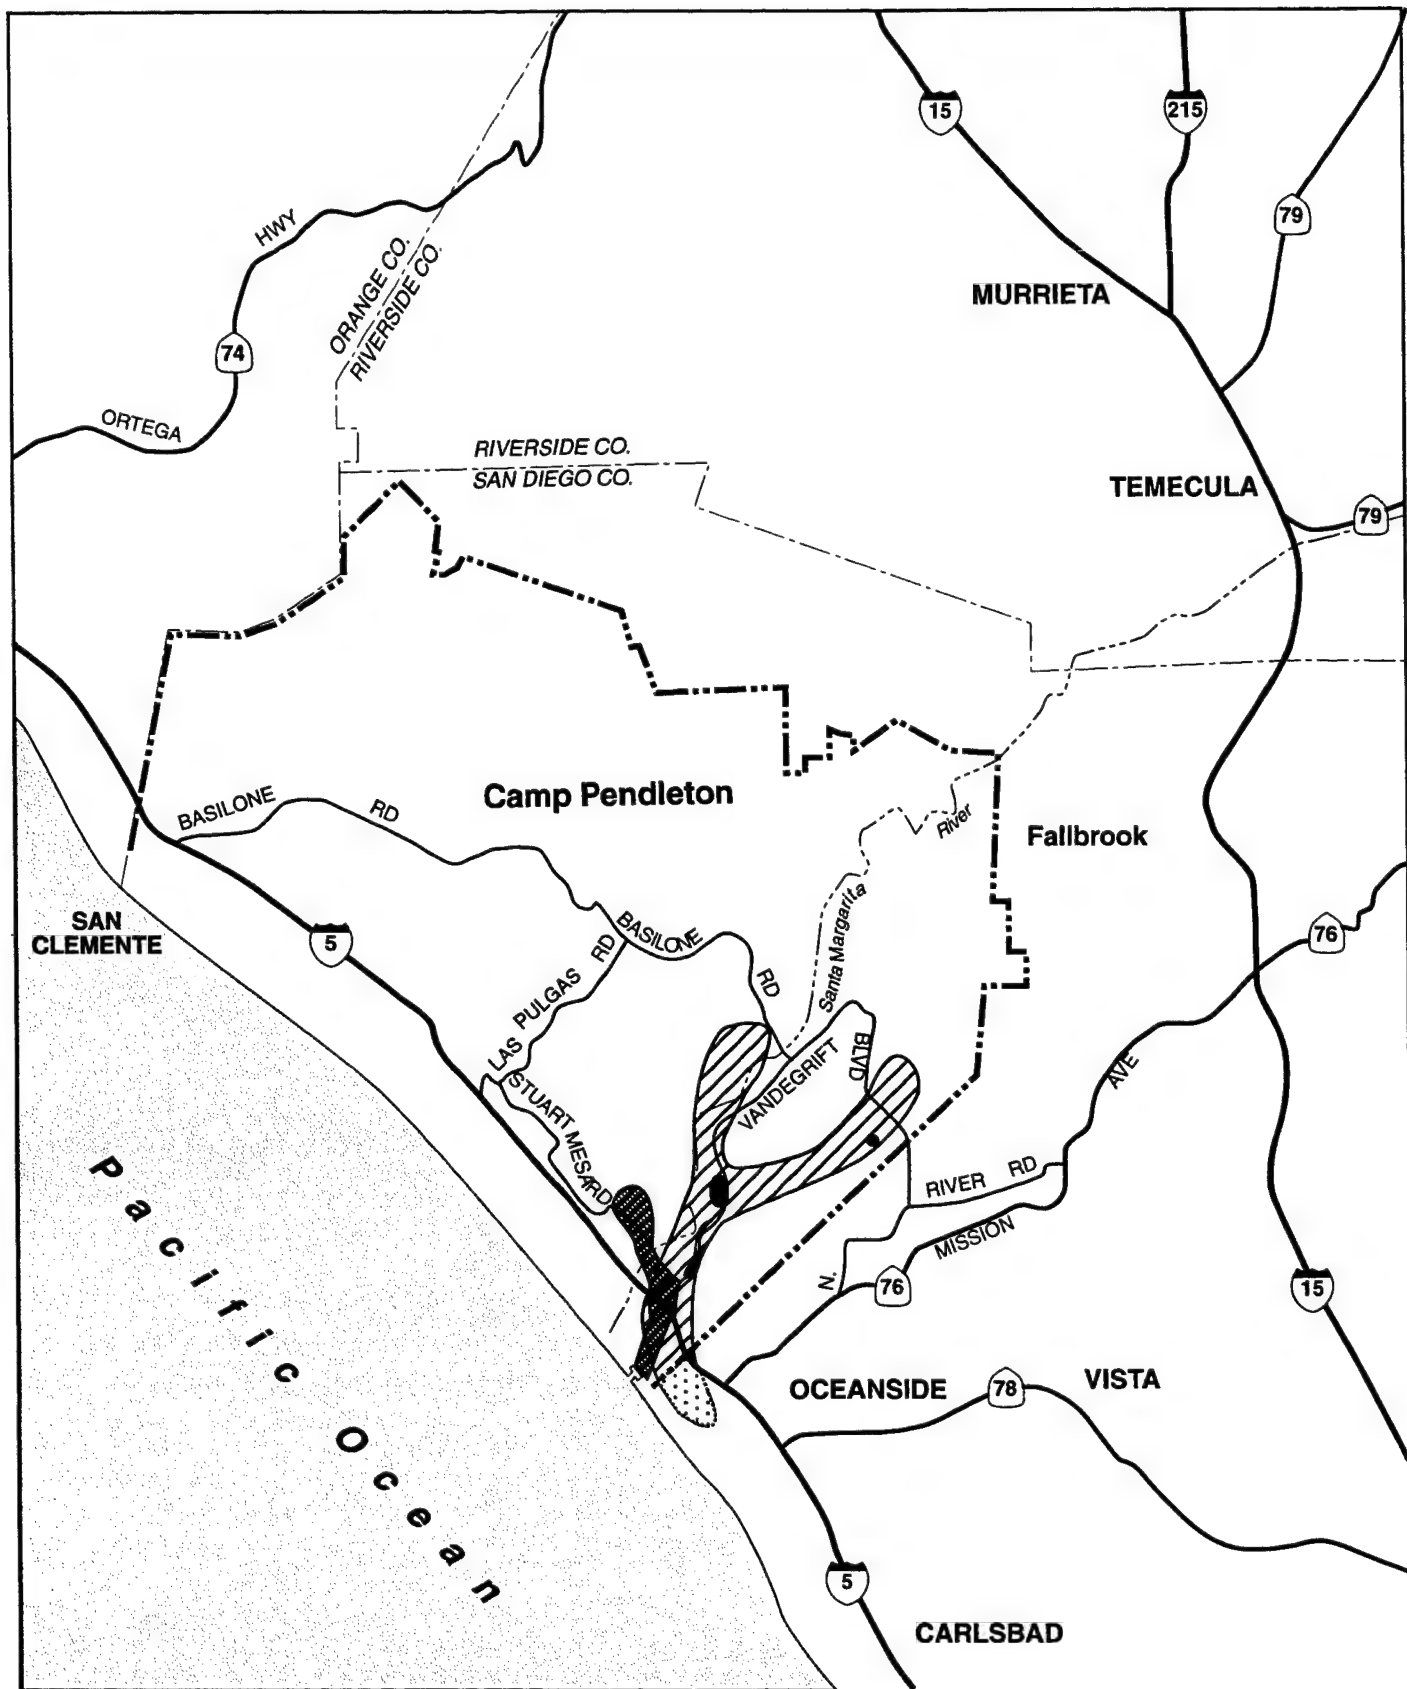 15
215
79
HWY
ORANGE CO.
RIVERSIDE CO.
MURRIETA
74
ORTEGA
RIVERSIDE CO.
SAN DIEGO CO.
TEMECULA
79
Camp Pendleton
BASILONE
RD
River
Fallbrook
Santa Margarita
SAN
CLEMENTE
5
BASILONE
RD
76
LAS PULGAS RD
STUART MESA RD
VANDEGRIFT
BLVD
AVE
RIVER RD
MISSION
N.
76
15
Pacific Ocean
OCEANSIDE
78
VISTA
5
CARLSBAD